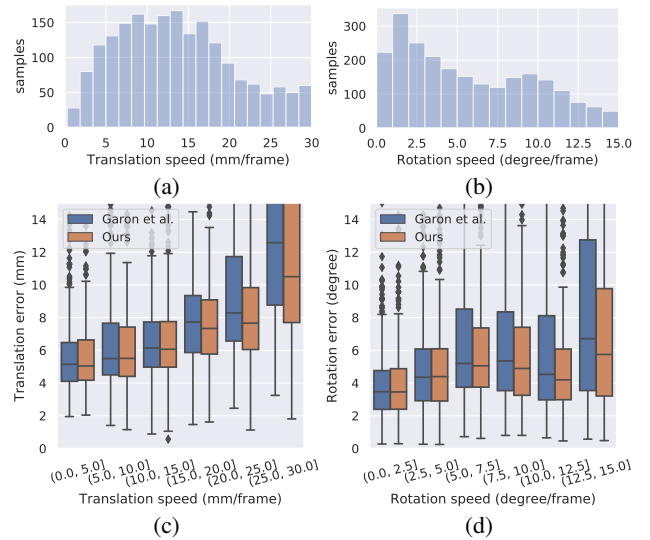 samples
150
100
50
0
0 5 10 15 20 25 30
Translation speed (mm/frame)
(a)
samples
300
200
100
0
0.0 2.5 5.0 7.5 10.0 12.5 15.0
Rotation speed (degree/frame)
(b)
Translation error (mm)
14
12
10
8
6
4
2
0
Garon et al.
Ours
(0.0, 5.0] (5.0, 10.0] (10.0, 15.0] (15.0, 20.0] (20.0, 25.0] (25.0, 30.0]
Translation speed (mm/frame)
(c)
Rotation error (degree)
14
12
10
8
6
4
2
0
Garon et al.
Ours
(0.0, 2.5] (2.5, 5.0] (5.0, 7.5] (7.5, 10.0] (10.0, 12.5] (12.5, 15.0]
Rotation speed (degree/frame)
(d)